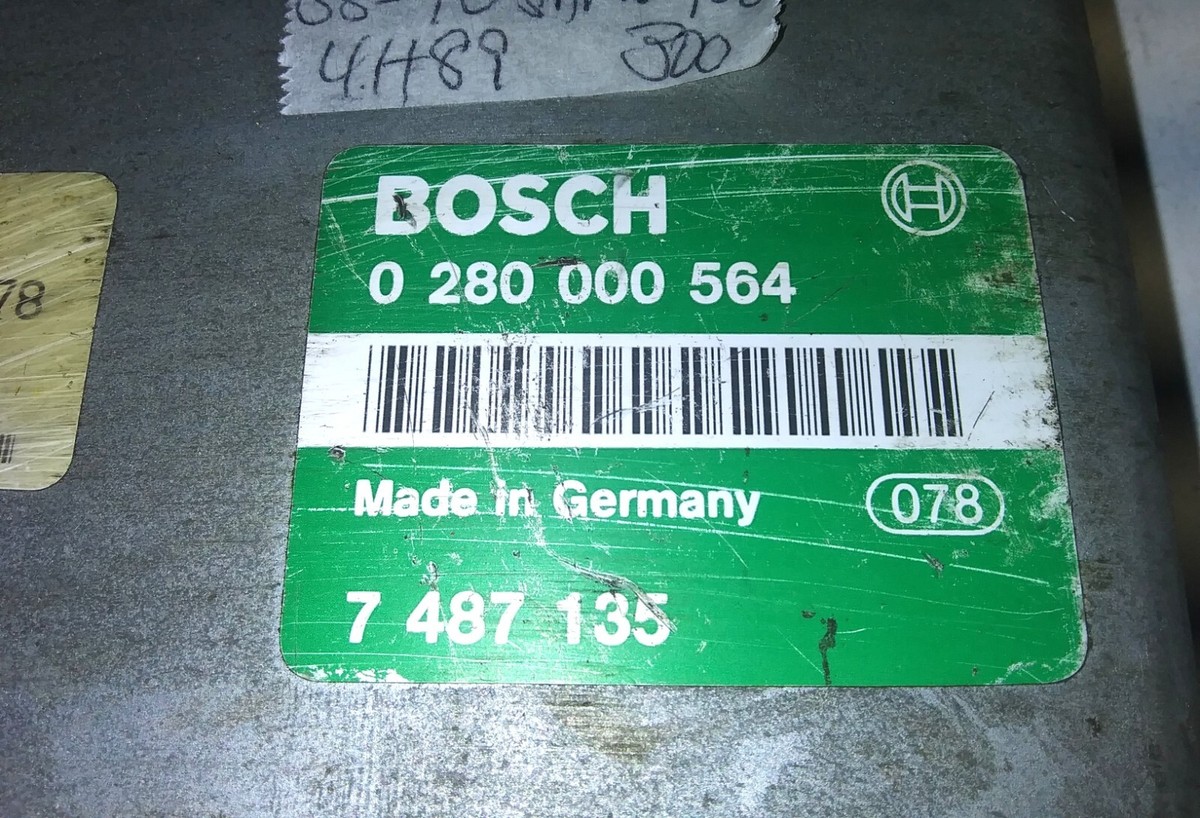 4.H89 300
BOSCH
0 280 000 564
78
Made in Germany 078
7 487 135